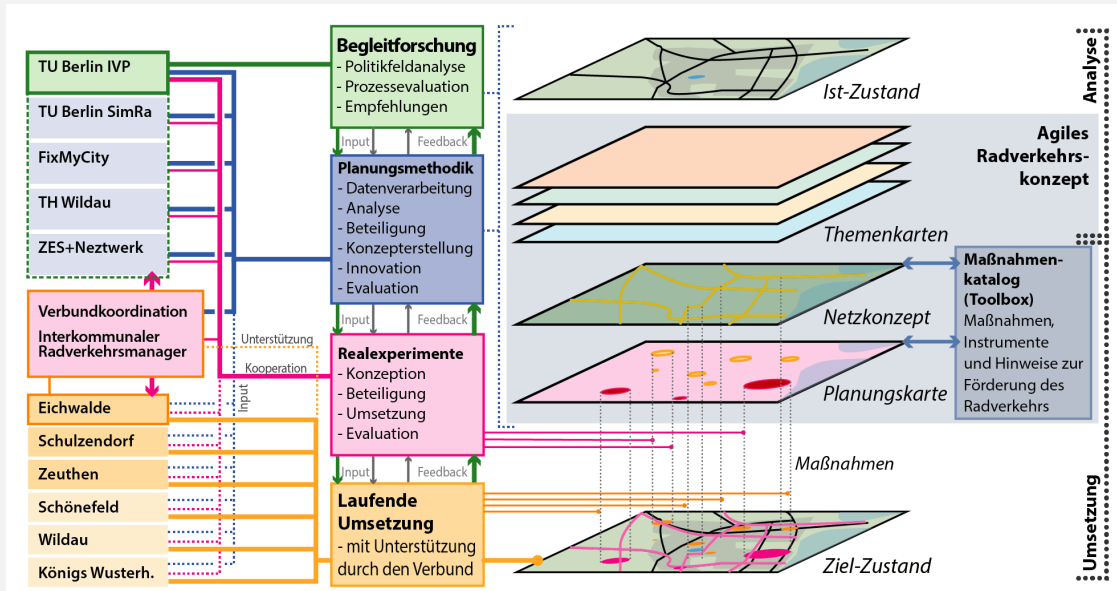 TU Berlin IVP
TU Berlin SimRa
FixMyCity
TH Wildau
ZES+Neztwerk
Verbundkoordination
Interkommunaler
Radverkehrsmanager
Eichwalde
Schulzendorf
Zeuthen
Schönefeld
Wildau
Königs Wusterh.
Unterstützung
Kooperation
Input
Begleitforschung
- Politikfeldanalyse
- Prozessevaluation
- Empfehlungen
Input
Feedback
Planungsmethodik
- Datenverarbeitung
- Analyse
- Beteiligung
- Konzepterstellung
- Innovation
- Evaluation
Input
Feedback
Realexperimente
- Konzeption
- Beteiligung
- Umsetzung
- Evaluation
Input
Feedback
Laufende
Umsetzung
- mit Unterstützung
durch den Verbund
Ist-Zustand
Agiles
Radverkehrs-
konzept
Themenkarten
Netzkonzept
Planungskarte
Maßnahmen-
katalog
(Toolbox)
Maßnahmen,
Instrumente
und Hinweise zur
Förderung des
Radverkehrs
Maßnahmen
Ziel-Zustand
Analyse
Umsetzung